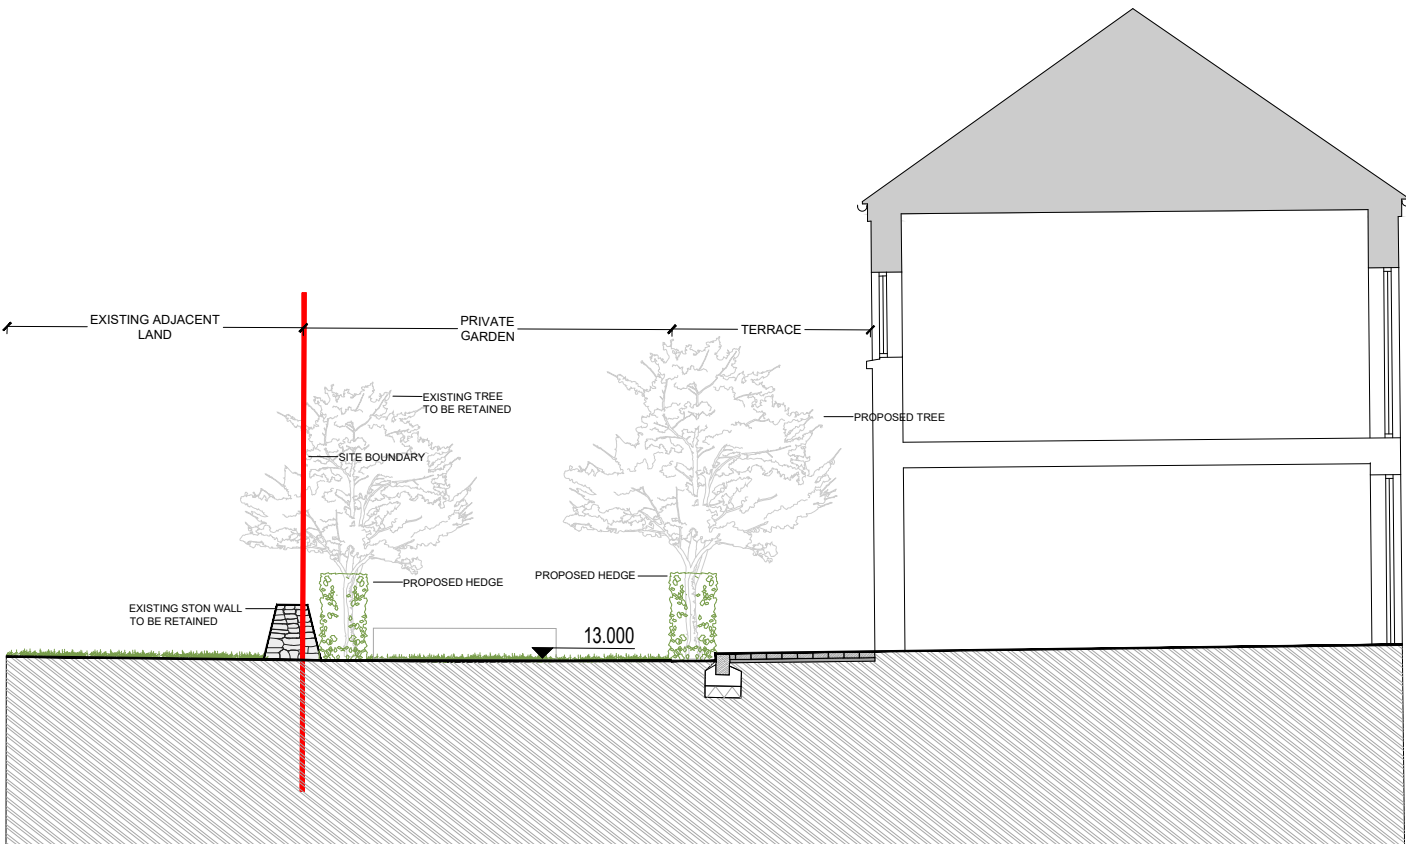 EXISTING ADJACENT
LAND
PRIVATE
GARDEN
TERRACE
EXISTING TREE
TO BE RETAINED
PROPOSED TREE
SITE BOUNDARY
PROPOSED HEDGE
PROPOSED HEDGE
EXISTING STON WALL
TO BE RETAINED
13.000